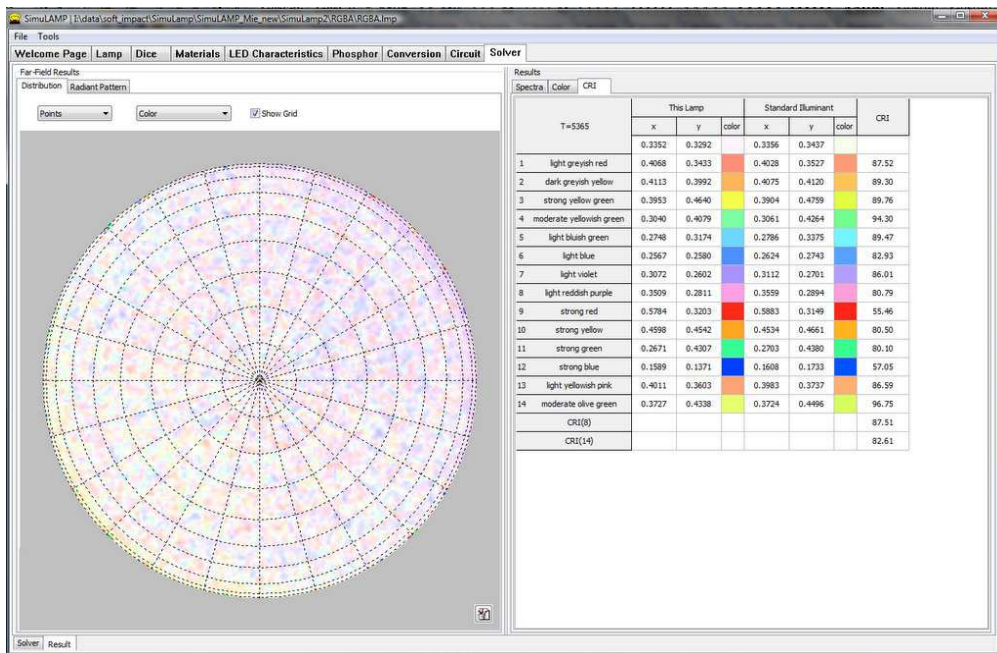 SimuLAMP | I:\data\soft_impact\SimuLamp\SimuLAMP_Mie_new\SimuLamp2\RGBA\RGBA.lmp
File Tools
Welcome Page Lamp Dice Materials LED Characteristics Phosphor Conversion Circuit Solver
Far-Field Results
Distribution Radiant Pattern
Points Color Show Grid
Results
Spectra Color CRI
This Lamp Standard Illuminant
T=5365 CRI
x y color x y color
0.3352 0.3292 0.3356 0.3437
1 light greyish red 0.4068 0.3433 0.4028 0.3527 87.52
2 dark greyish yellow 0.4113 0.3992 0.4075 0.4120 89.30
3 strong yellow green 0.3953 0.4640 0.3904 0.4759 89.76
4 moderate yellowish green 0.3040 0.4079 0.3061 0.4264 94.30
5 light bluish green 0.2748 0.3174 0.2786 0.3375 89.47
6 light blue 0.2567 0.2580 0.2624 0.2743 82.93
7 light violet 0.3072 0.2602 0.3112 0.2701 86.01
8 light reddish purple 0.3509 0.2811 0.3559 0.2894 80.79
9 strong red 0.5784 0.3203 0.5883 0.3149 55.46
10 strong yellow 0.4598 0.4542 0.4534 0.4661 80.50
11 strong green 0.2671 0.4307 0.2703 0.4380 80.10
12 strong blue 0.1589 0.1371 0.1608 0.1733 57.05
13 light yellowish pink 0.4011 0.3603 0.3983 0.3737 86.59
14 moderate olive green 0.3727 0.4338 0.3724 0.4496 96.75
CRI(8) 87.51
CRI(14) 82.61
Solver Result